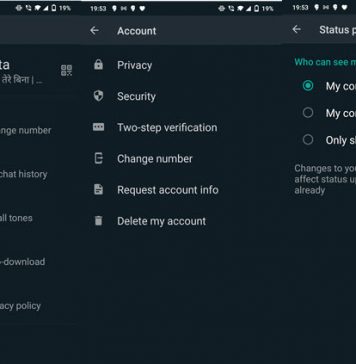 19%
ta
तेरे बिना | ...
ange number
chat history
all tones
-download
acy policy
19:53
19%
Account
Privacy
Security
Two-step verification
Change number
Request account info
Delete my account
19:53
Status p
Who can see m
My co
My co
Only s
Changes to you
affect status u
already